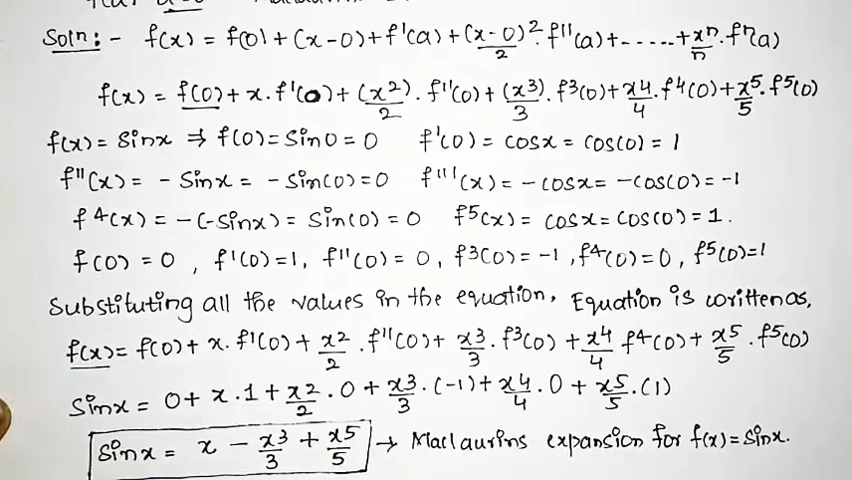 Solⁿ:- f(x) = f(0) + (x-0) + f'(a) + (x-0)²/2 . f''(a) + ...... + xⁿ/n . fⁿ(a)
f(x) = f(0) + x. f'(0) + (x²)/2 . f''(0) + (x³)/3 . f³(0) + x4/4 . f⁴(0) + x⁵/5 . f⁵(0)
f(x) = sinx ⇒ f(0) = sin0 = 0 f'(0) = cosx = cos(0) = 1
f''(x) = - sinx = - sin(0) = 0 f'''(x) = -cosx = -cos(0) = -1
f⁴(x) = -(-sinx) = sin(0) = 0 f⁵(x) = cosx = cos(0) = 1.
f(0) = 0 , f'(0) = 1, f''(0) = 0, f³(0) = -1 , f⁴(0) = 0, f⁵(0) = 1
Substituting all the values in the equation, Equation is written as,
f(x) = f(0) + x. f'(0) + x2/2 . f''(0) + x3/3 . f³(0) + x4/4 f⁴(0) + x5/5 . f⁵(0)
sinx = 0 + x . 1 + x2/2 . 0 + x3/3 . (-1) + x4/4 . 0 + x5/5 . (1)
sinx = x - x3/3 + x5/5 → Maclaurins expansion for f(x) = sinx.